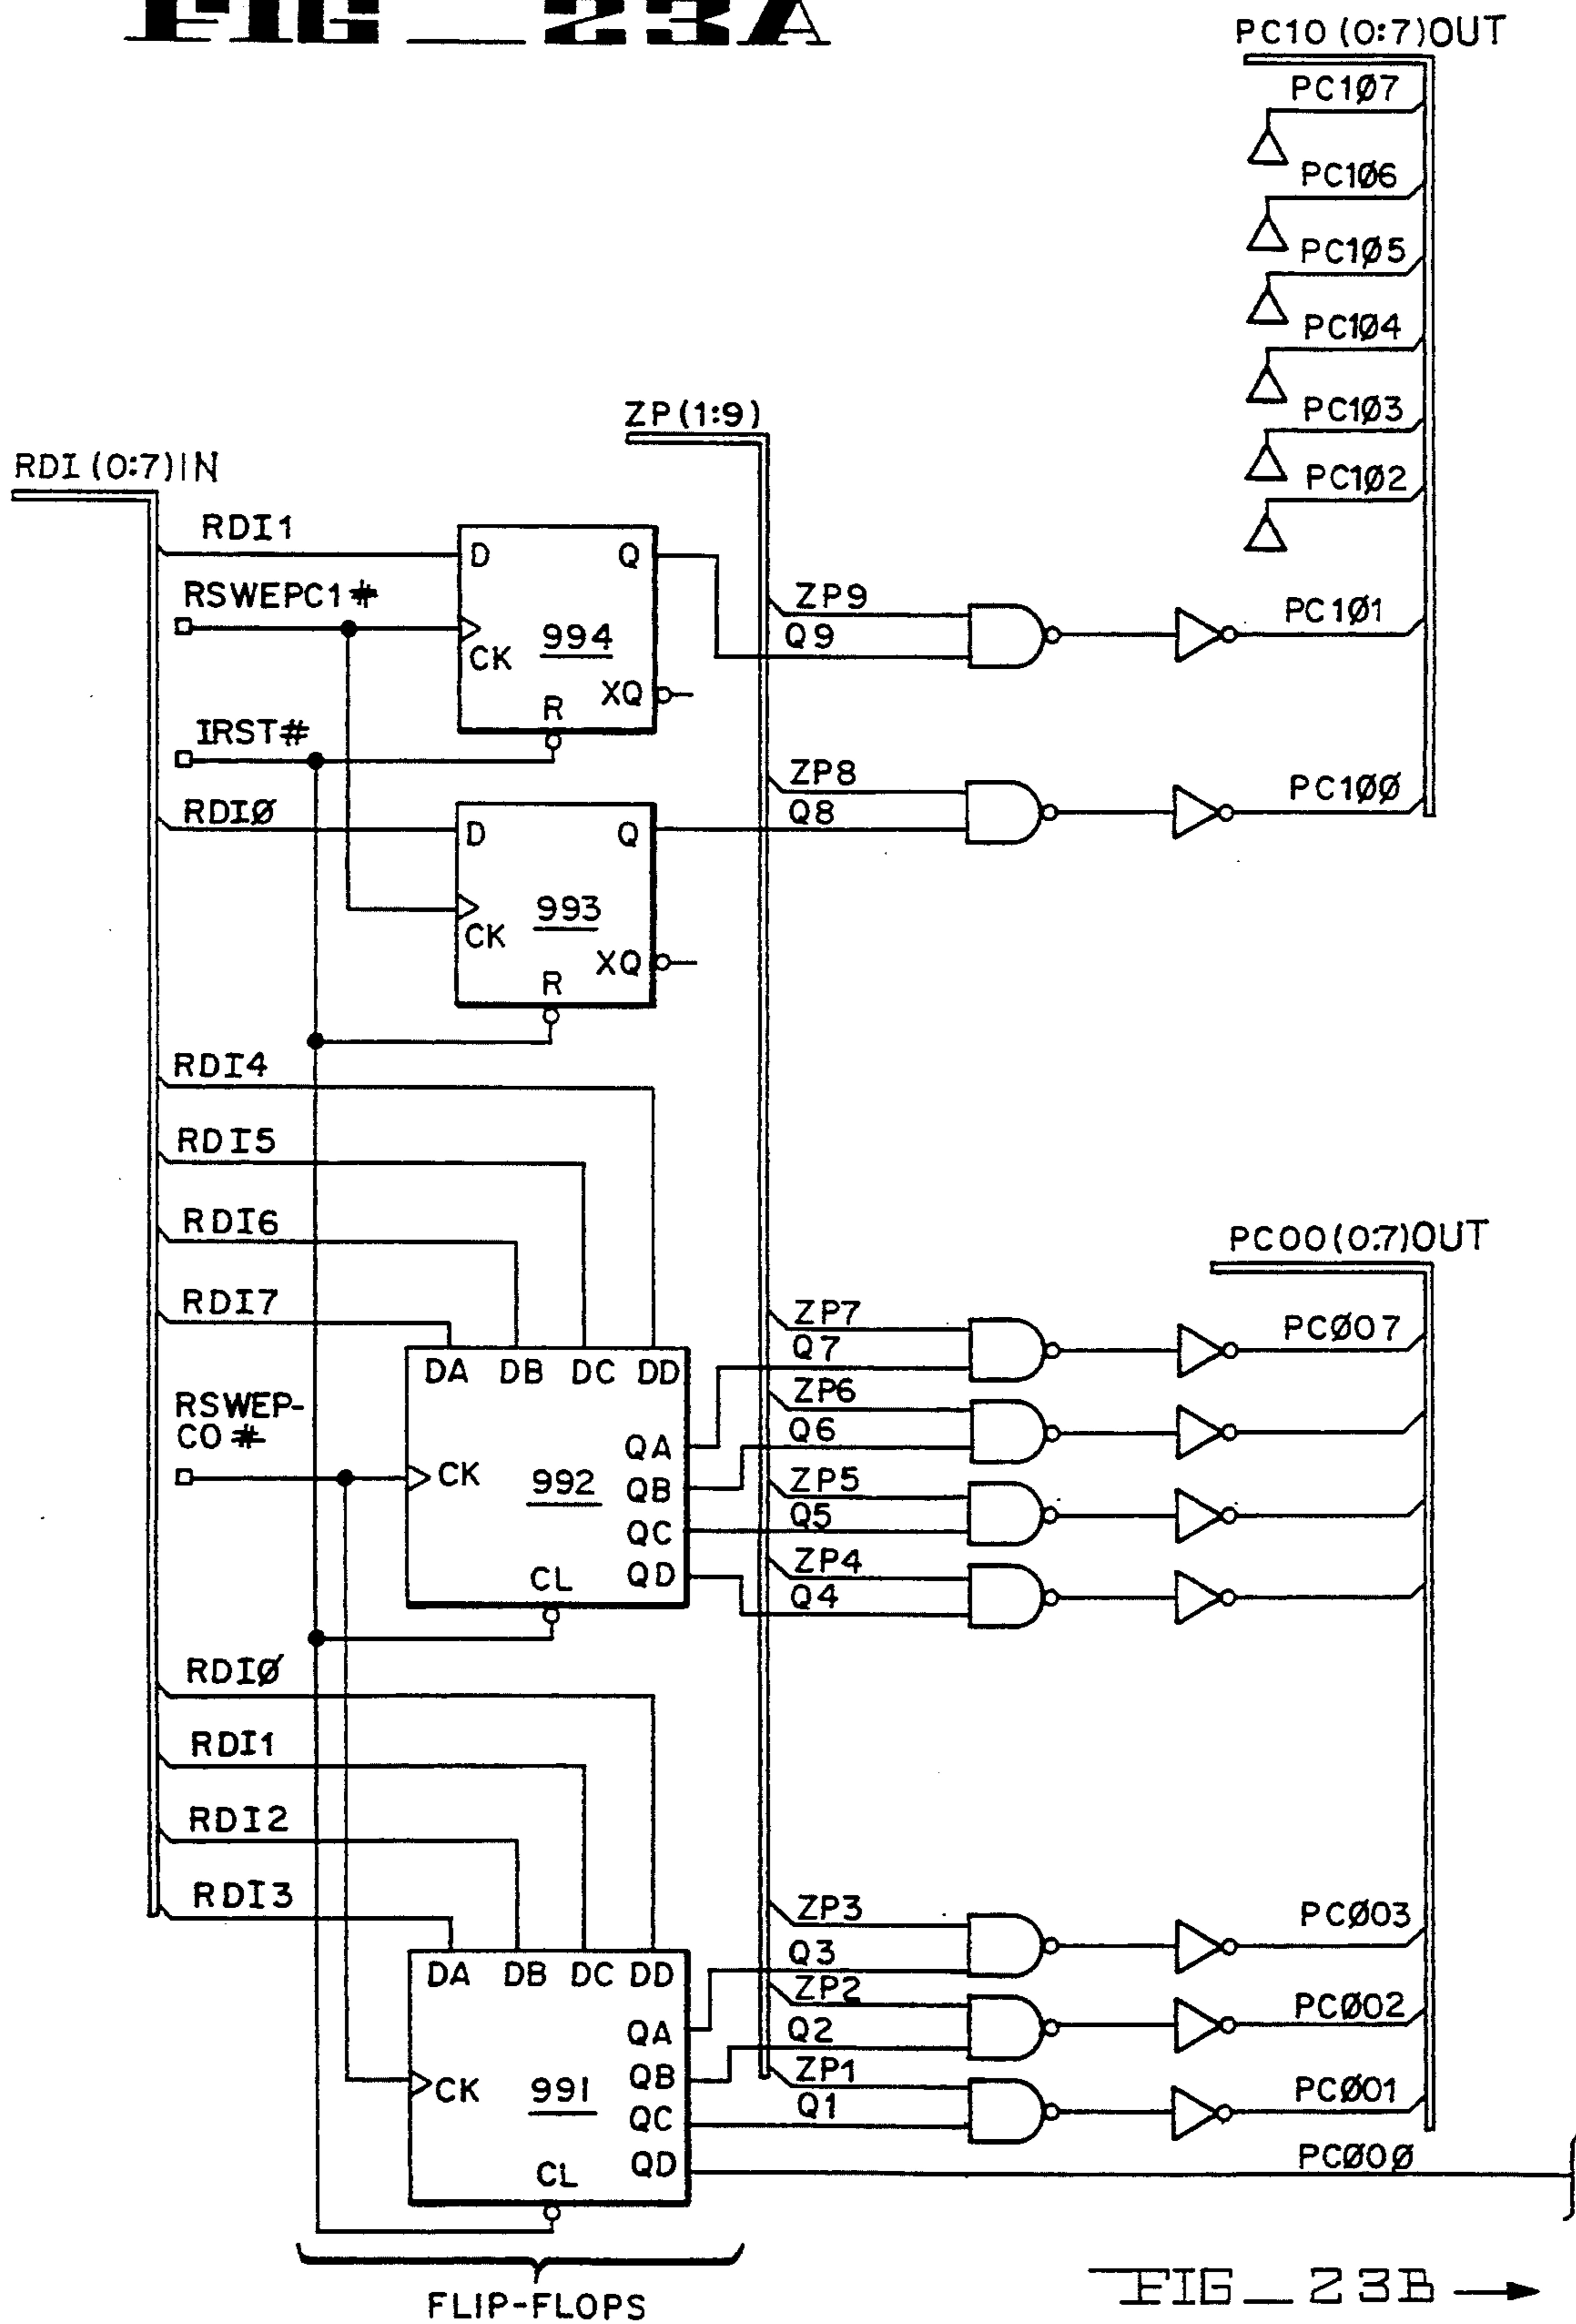 FIG_23A
PC10 (0:7)OUT
PC1Ø7
PC1Ø6
PC1Ø5
PC1Ø4
PC1Ø3
PC1Ø2
ZP(1:9)
RDI (0:7)IN
RDI1
D Q
RSWEPC1#
994
CK
XQ
R
ZP9
Q9
PC1Ø1
IRST#
ZP8
Q8
PC1ØØ
RDIØ
D Q
993
CK
XQ
R
RDI4
RDI5
RDI6
RDI7
PC00(0:7)OUT
ZP7
Q7
PCØ07
DA DB DC DD
RSWEP-
C0#
ZP6
Q6
QA
CK
992
QB
ZP5
Q5
QC
ZP4
QD
Q4
CL
RDIØ
RDI1
RDI2
RDI3
ZP3
PCØ03
Q3
DA DB DC DD
ZP2
PCØ02
QA
Q2
QB
ZP1
PCØ01
CK
991
Q1
QC
QD
PCØ0Ø
CL
FLIP-FLOPS
FIG_23B